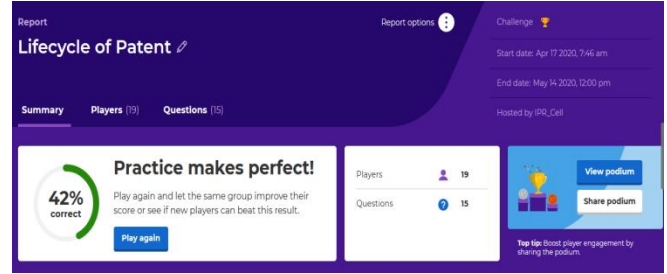 Report
Report options
Lifecycle of Patent
Challenge
Start date: Apr 17 2020, 7:46 am
End date: May 14 2020, 12:00 pm
Hosted by IPR_Cell
Summary
Players (19)
Questions (15)
42%
correct
Practice makes perfect!
Play again and let the same group improve their
score or see if new players can beat this result.
Play again
Players 19
Questions 15
View podium
Share podium
Top tip: Boost player engagement by
sharing the podium.